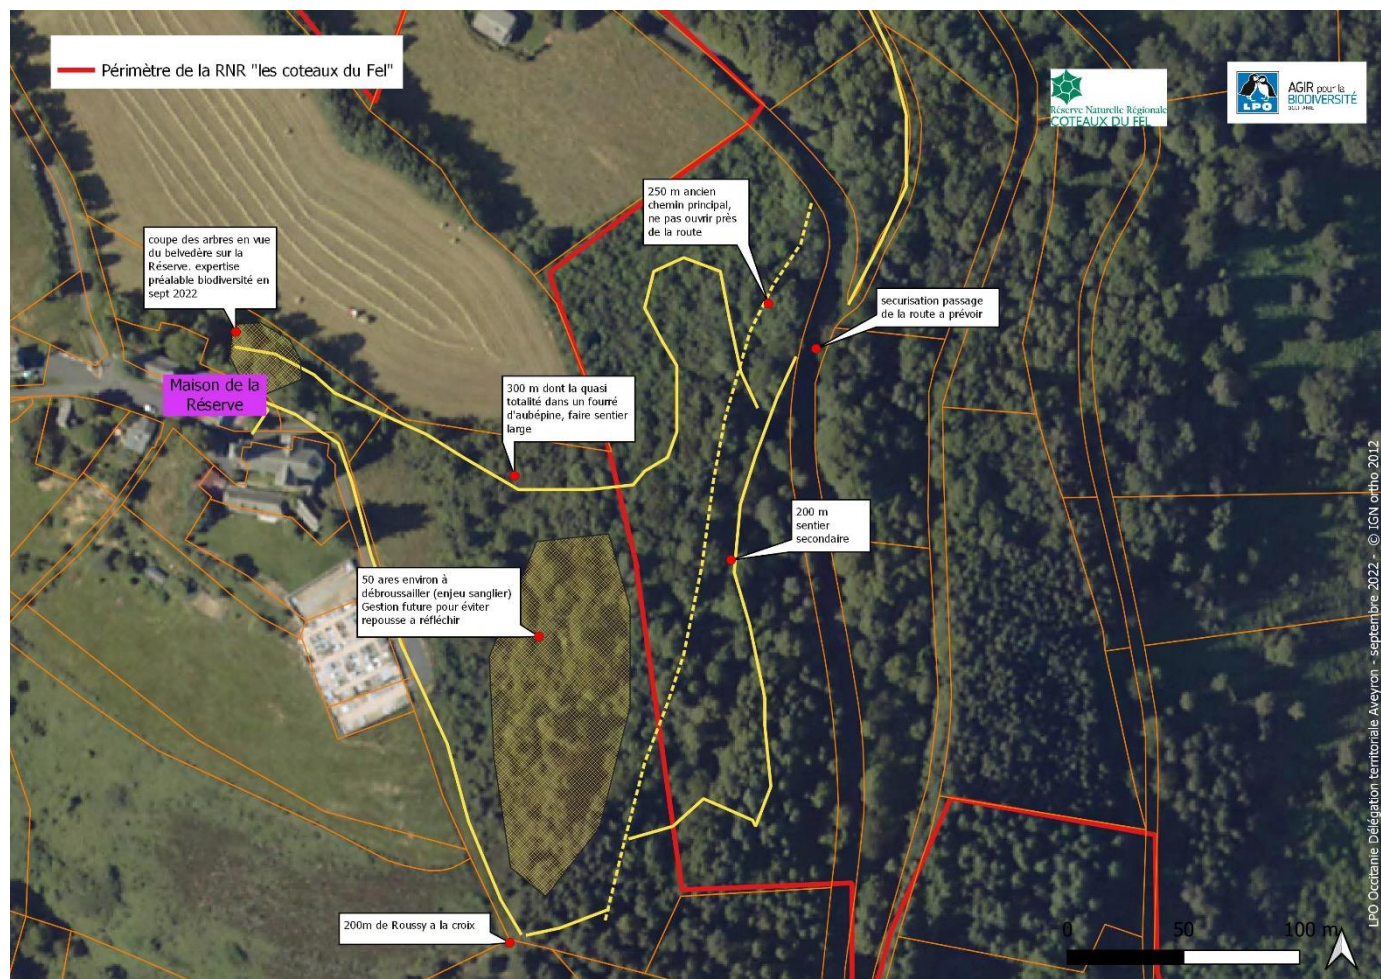 Périmètre de la RNR "les coteaux du Fel"
Réserve Naturelle Régionale
COTEAUX DU FEL
LPO
AGIR pour la
BIODIVERSITÉ
OCCITANIE
250 m ancien
chemin principal,
ne pas ouvrir près
de la route
coupe des arbres en vue
du belvedère sur la
Réserve. expertise
préalable biodiversité en
sept 2022
securisation passage
de la route a prévoir
Maison de la
Réserve
300 m dont la quasi
totalité dans un fourré
d'aubépine, faire sentier
large
200 m
sentier
secondaire
50 ares environ à
débroussailler (enjeu sanglier)
Gestion future pour éviter
repousse a réfléchir
200m de Roussy a la croix
0 50 100 m
LPO Occitanie Délégation territoriale Aveyron - septembre 2022 - © IGN ortho 2012